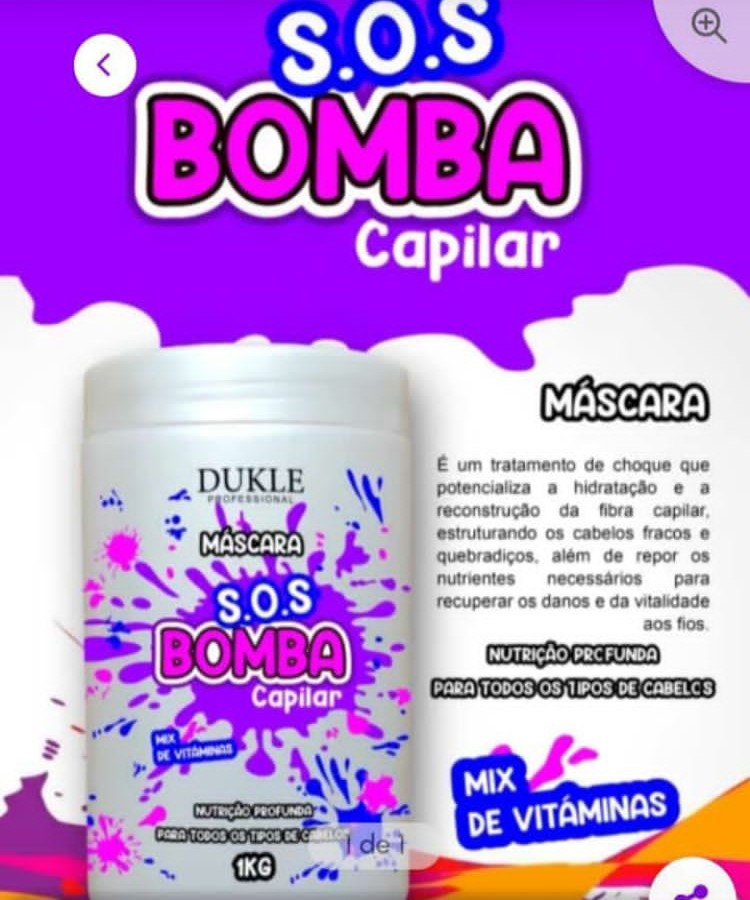 S.O.S
BOMBA
Capilar
MÁSCARA
É um tratamento de choque que
potencializa a hidratação e a
reconstrução da fibra capilar,
estruturando os cabelos fracos e
quebradiços, além de repor os
nutrientes necessários para
recuperar os danos e da vitalidade
aos fios.
NUTRIÇÃO PROFUNDA
PARA TODOS OS TIPOS DE CABELOS
MIX
DE VITÁMINAS
DUKLE
PROFESSIONAL
MÁSCARA
S.O.S
BOMBA
Capilar
MIX
DE VITÁMINAS
NUTRIÇÃO PROFUNDA
PARA TODOS OS TIPOS DE CABELOS
1KG
1 de 1